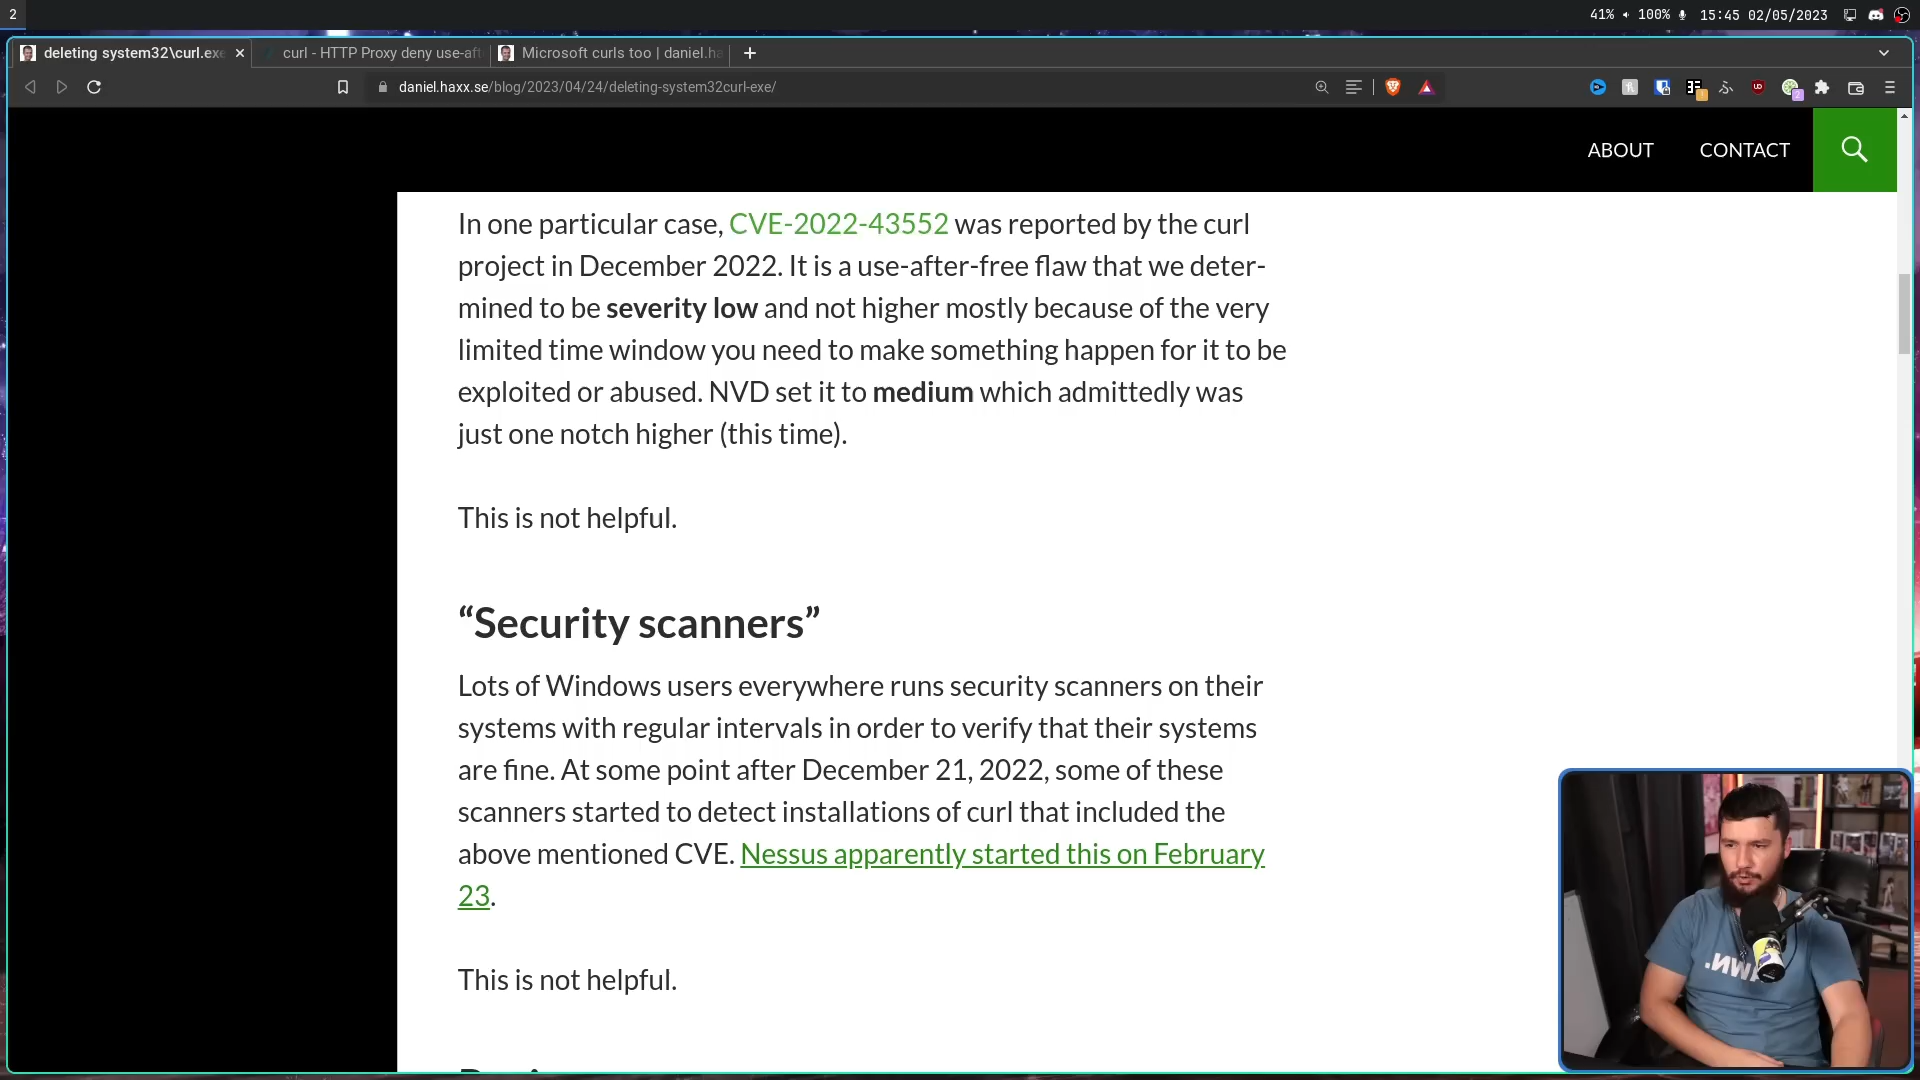 2
41%
100%
15:45 02/05/2023
deleting system32\curl.exe
curl - HTTP Proxy deny use-aft
Microsoft curls too | daniel.ha
daniel.haxx.se/blog/2023/04/24/deleting-system32curl-exe/
ABOUT
CONTACT
In one particular case, CVE-2022-43552 was reported by the curl
project in December 2022. It is a use-after-free flaw that we deter-
mined to be severity low and not higher mostly because of the very
limited time window you need to make something happen for it to be
exploited or abused. NVD set it to medium which admittedly was
just one notch higher (this time).
This is not helpful.
“Security scanners”
Lots of Windows users everywhere runs security scanners on their
systems with regular intervals in order to verify that their systems
are fine. At some point after December 21, 2022, some of these
scanners started to detect installations of curl that included the
above mentioned CVE. Nessus apparently started this on February
23.
This is not helpful.